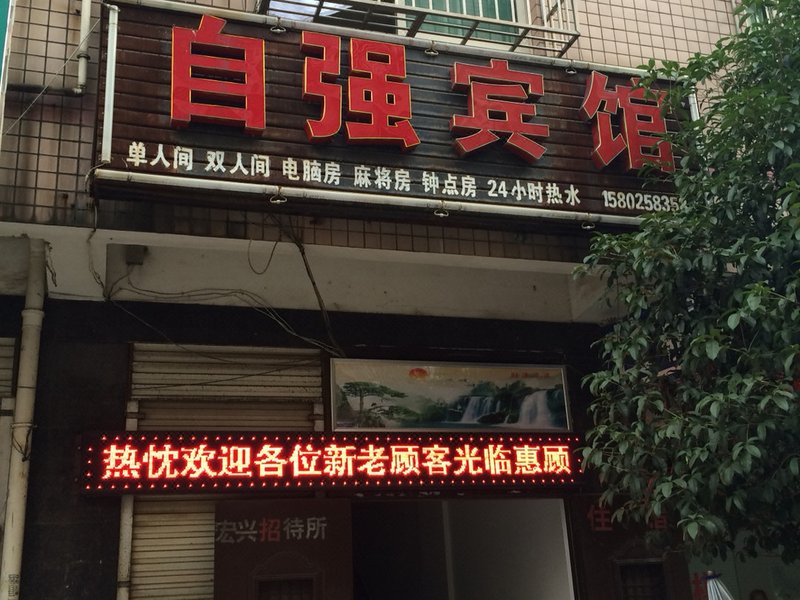 自强宾馆
单人间 双人间 电脑房 麻将房 钟点房 24小时热水 158025835
热忱欢迎各位新老顾客光临惠顾
宏兴招待所
住